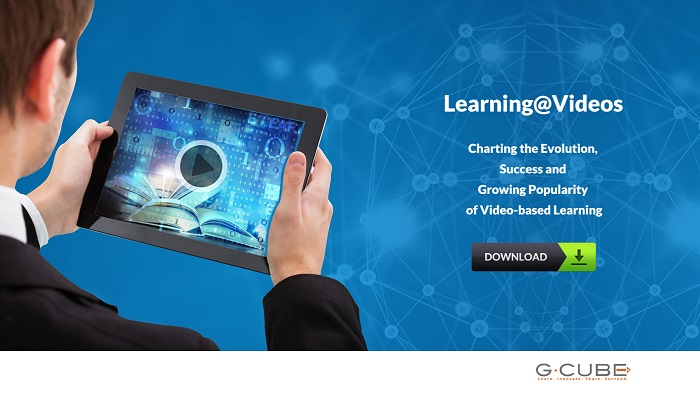 Learning@Videos
Charting the Evolution,
Success and
Growing Popularity
of Video-based Learning
DOWNLOAD
G-CUBE
Learn. Innovate. Share. Succeed.